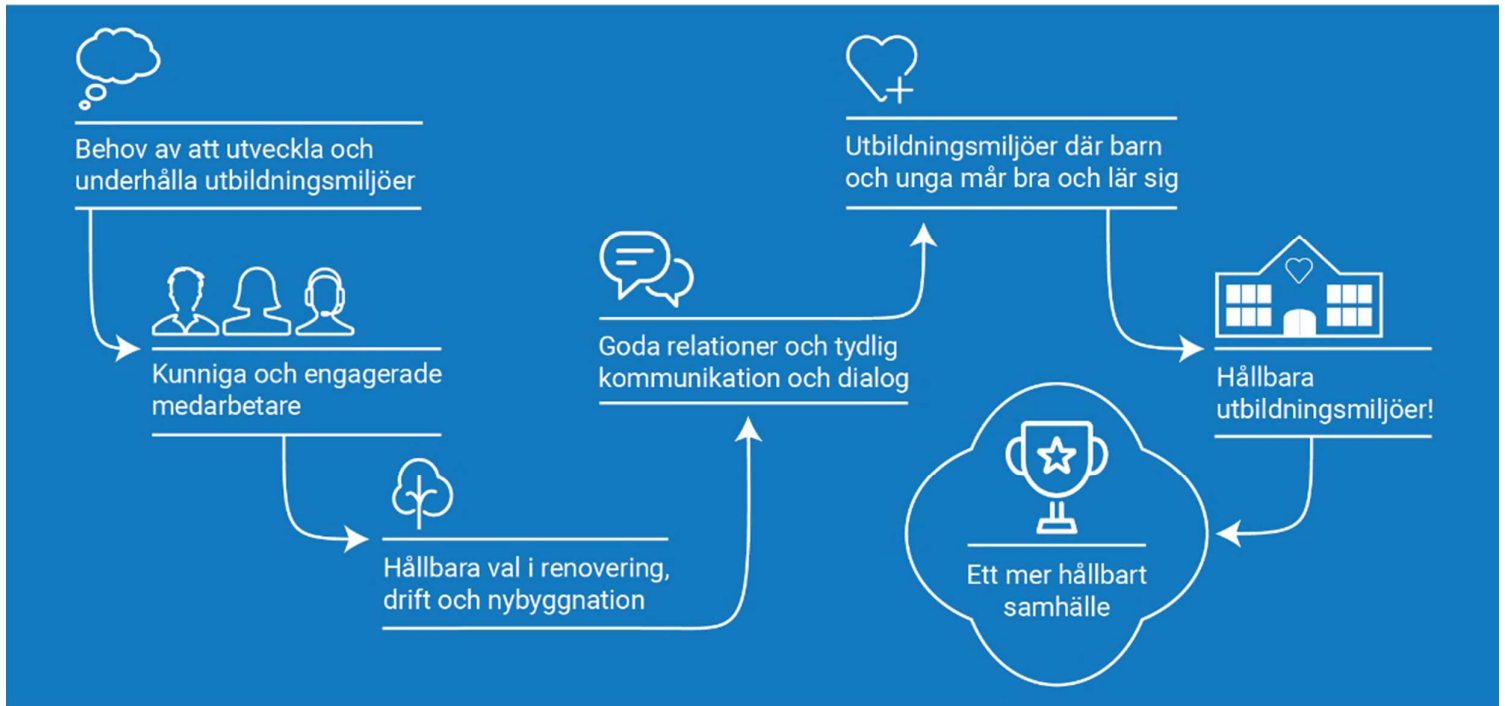 Behov av att utveckla och
underhålla utbildningsmiljöer
Kunniga och engagerade
medarbetare
Hållbara val i renovering,
drift och nybyggnation
Goda relationer och tydlig
kommunikation och dialog
Utbildningsmiljöer där barn
och unga mår bra och lär sig
Hållbara
utbildningsmiljöer!
Ett mer hållbart
samhälle